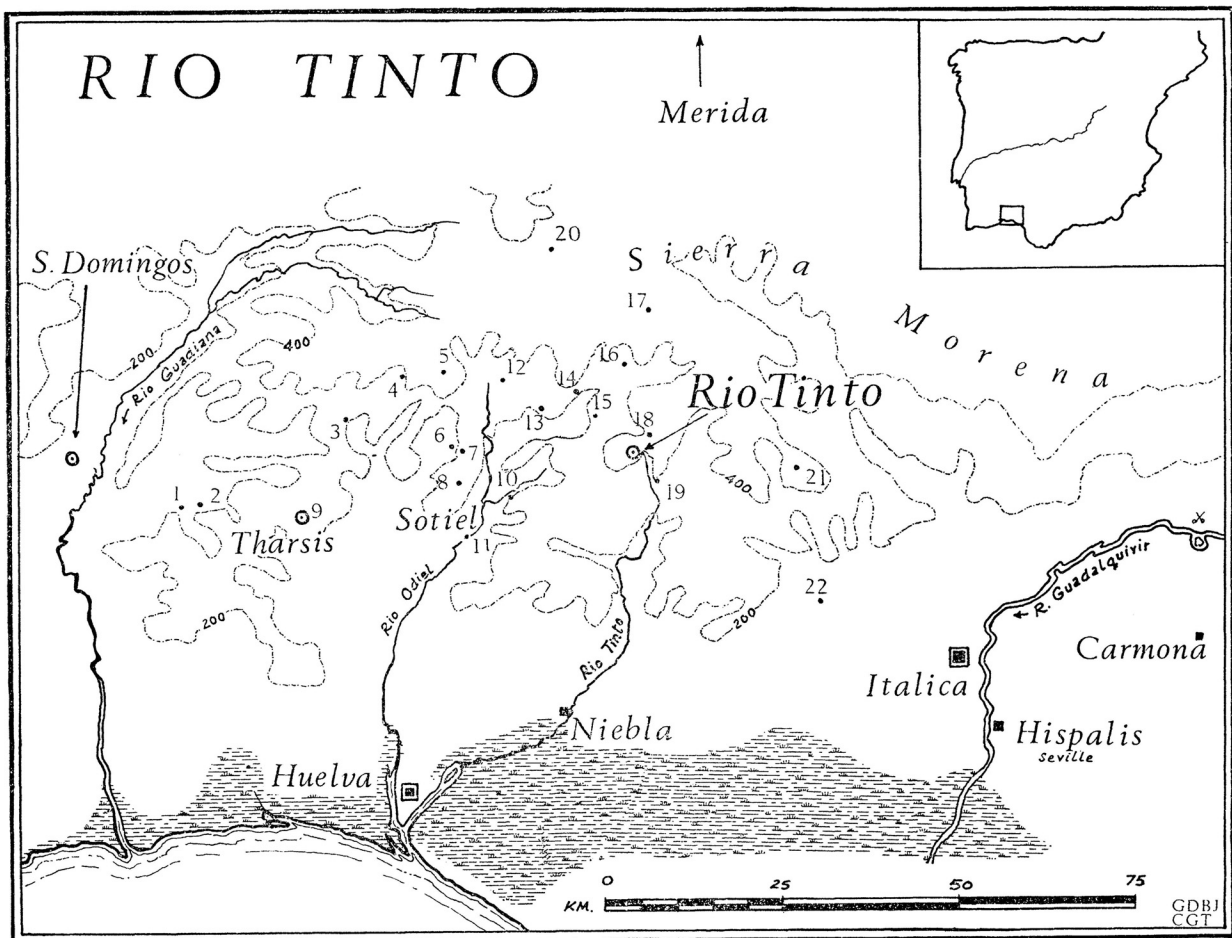 RIO TINTO
Merida
S. Domingos
20
Sierra
Morena
17
200
Rio Guadiana
400
5
12
16
4
14
Rio Tinto
3
13
15
18
6
7
8
10
400
21
19
1
2
9
Tharsis
Sotiel
11
Rio Odiel
22
200
200
R. Guadalquivir
Rio Tinto
Carmona
Italica
Niebla
Hispalis
Seville
Huelva
0 25 50 75
KM.
GDBJ
CGT